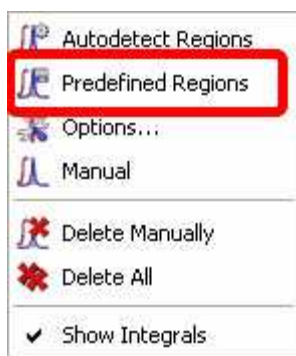 Autodetect Regions
Predefined Regions
Options...
Manual
Delete Manually
Delete All
Show Integrals